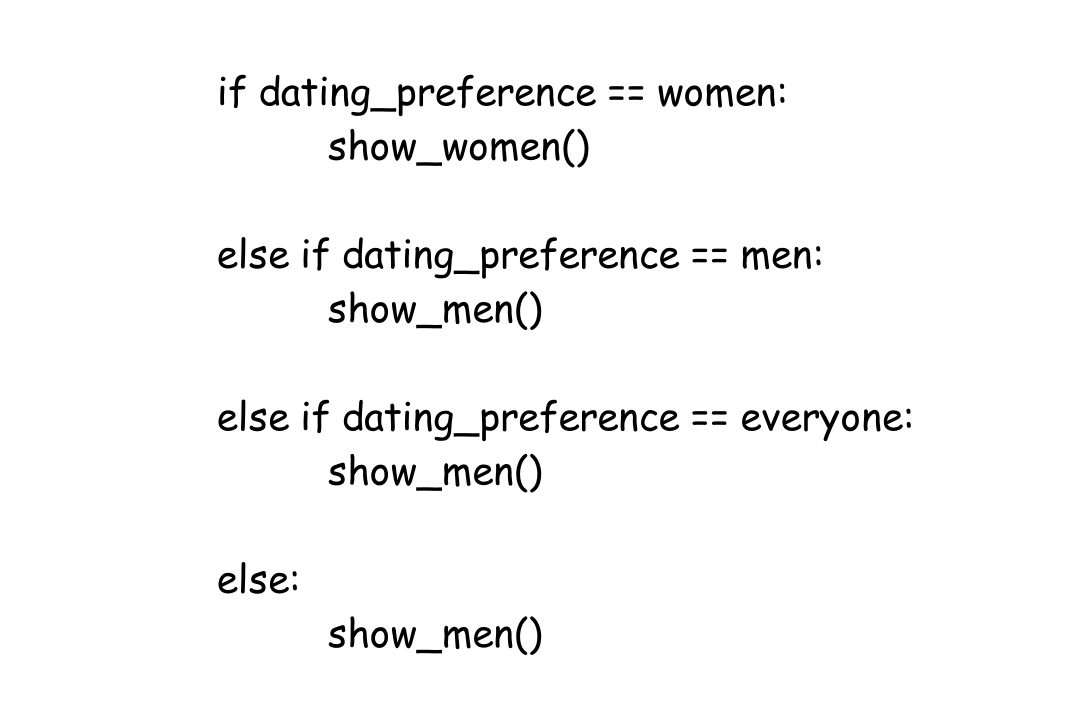 if dating_preference == women:
show_women()
else if dating_preference == men:
show_men()
else if dating_preference == everyone:
show_men()
else:
show_men()